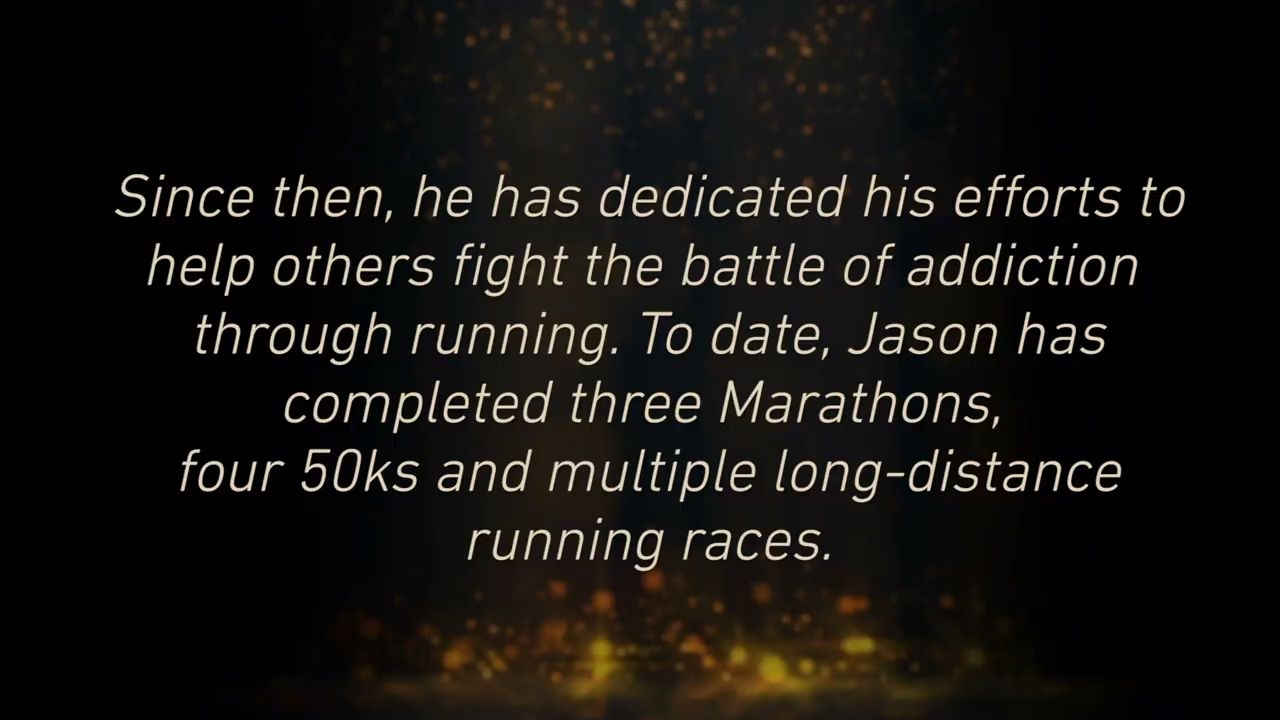 Since then, he has dedicated his efforts to
help others fight the battle of addiction
through running. To date, Jason has
completed three Marathons,
four 50ks and multiple long-distance
running races.